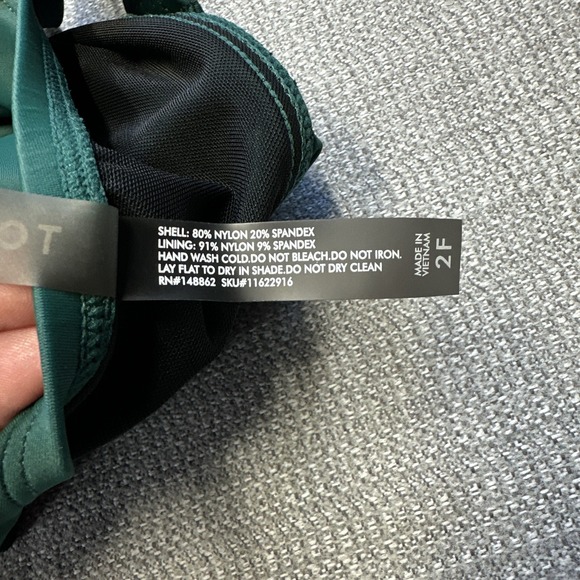 OT
SHELL: 80% NYLON 20% SPANDEX
LINING: 91% NYLON 9% SPANDEX
HAND WASH COLD.DO NOT BLEACH.DO NOT IRON.
LAY FLAT TO DRY IN SHADE.DO NOT DRY CLEAN
RN#148862 SKU#11622916
MADE IN
VIETNAM
2 F